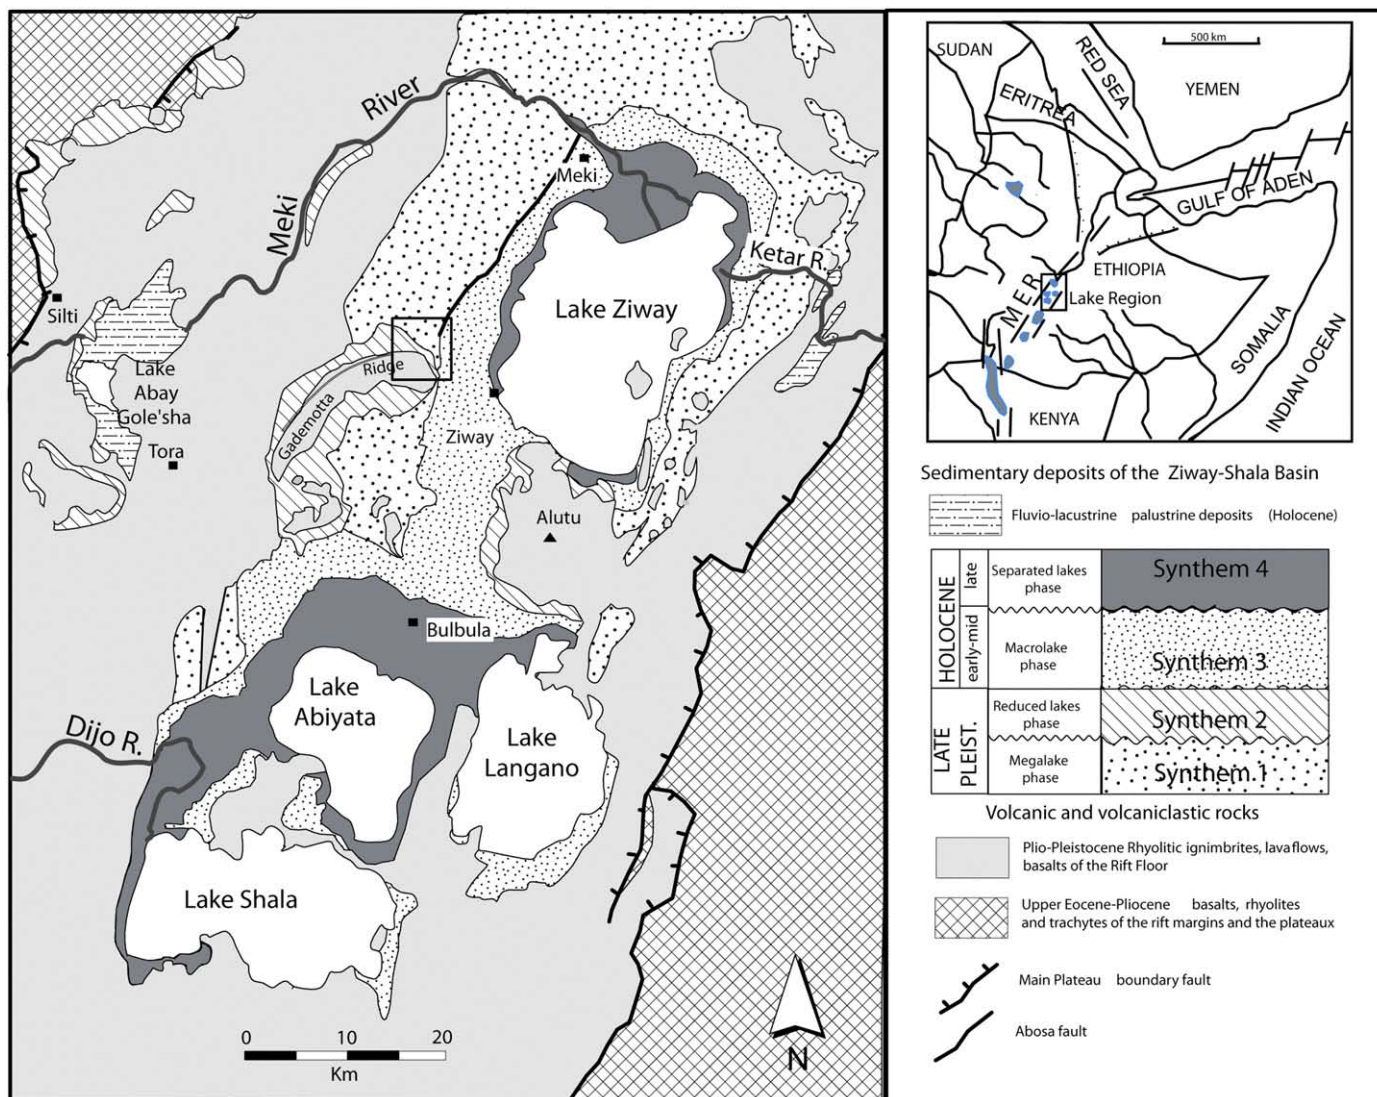 River
Meki
Meki
Ketar R.
Lake Ziway
Silti
Lake
Abay
Gole'sha
Tora
Ridge
Gademotta
Ziway
Alutu
Bulbula
Lake
Abiyata
Dijo R.
Lake
Langano
Lake Shala
0 10 20
Km
N
500 km
SUDAN
RED SEA
YEMEN
ERITREA
GULF OF ADEN
ETHIOPIA
MER
Lake Region
SOMALIA
INDIAN OCEAN
KENYA
Sedimentary deposits of the Ziway-Shala Basin
Fluvio-lacustrine palustrine deposits (Holocene)
HOLOCENE
late
Separated lakes
phase
Synthem 4
early-mid
Macrolake
phase
Synthem 3
LATE
PLEIST.
Reduced lakes
phase
Synthem 2
Megalake
phase
Synthem 1
Volcanic and volcaniclastic rocks
Plio-Pleistocene Rhyolitic ignimbrites, lava flows,
basalts of the Rift Floor
Upper Eocene-Pliocene basalts, rhyolites
and trachytes of the rift margins and the plateaux
Main Plateau boundary fault
Abosa fault